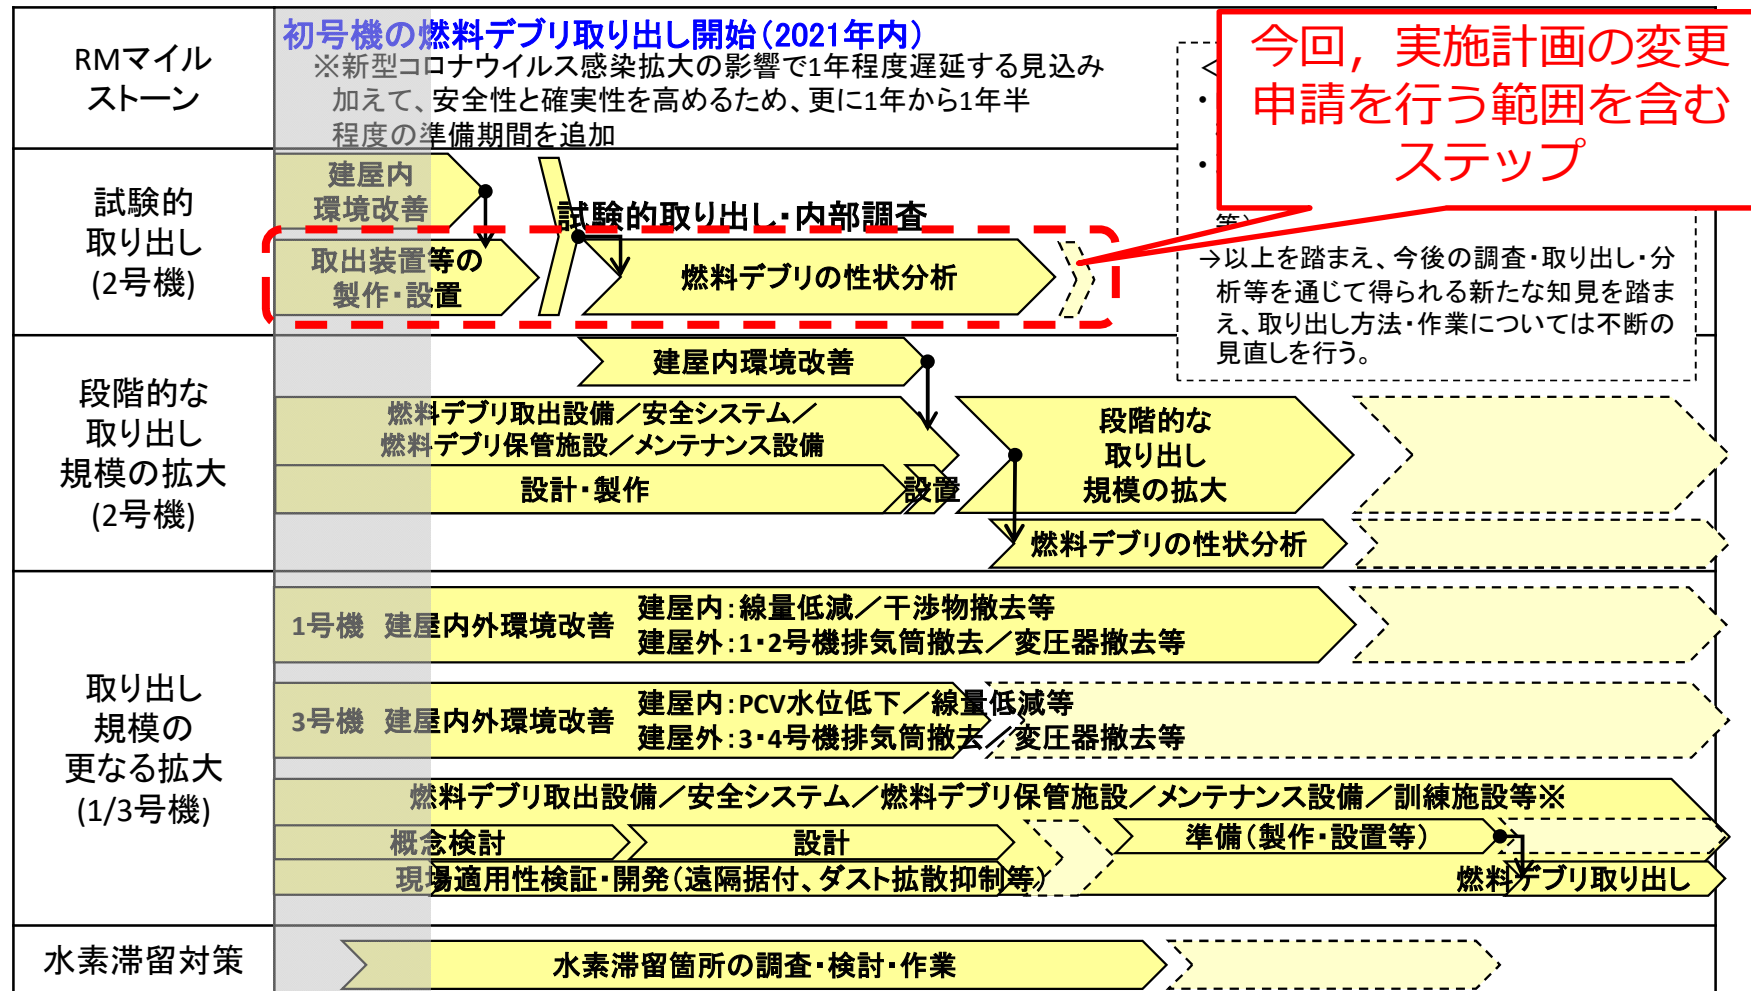 RMマイル
ストーン
初号機の燃料デブリ取り出し開始(2021年内)
※新型コロナウイルス感染拡大の影響で1年程度遅延する見込み
加えて、安全性と確実性を高めるため、更に1年から1年半
程度の準備期間を追加
今回，実施計画の変更
申請を行う範囲を含む
ステップ
<
・
・
等)
→以上を踏まえ、今後の調査・取り出し・分
析等を通じて得られる新たな知見を踏ま
え、取り出し方法・作業については不断の
見直しを行う。
試験的
取り出し
(2号機)
建屋内
環境改善
試験的取り出し・内部調査
取出装置等の
製作・設置
燃料デブリの性状分析
段階的な
取り出し
規模の拡大
(2号機)
建屋内環境改善
燃料デブリ取出設備／安全システム／
燃料デブリ保管施設／メンテナンス設備
設計・製作
設置
段階的な
取り出し
規模の拡大
燃料デブリの性状分析
取り出し
規模の
更なる拡大
(1/3号機)
1号機 建屋内外環境改善
建屋内：線量低減／干渉物撤去等
建屋外：1・2号機排気筒撤去／変圧器撤去等
3号機 建屋内外環境改善
建屋内：PCV水位低下／線量低減等
建屋外：3・4号機排気筒撤去／変圧器撤去等
燃料デブリ取出設備／安全システム／燃料デブリ保管施設／メンテナンス設備／訓練施設等※
概念検討
設計
準備(製作・設置等)
現場適用性検証・開発(遠隔据付、ダスト拡散抑制等)
燃料デブリ取り出し
水素滞留対策
水素滞留箇所の調査・検討・作業